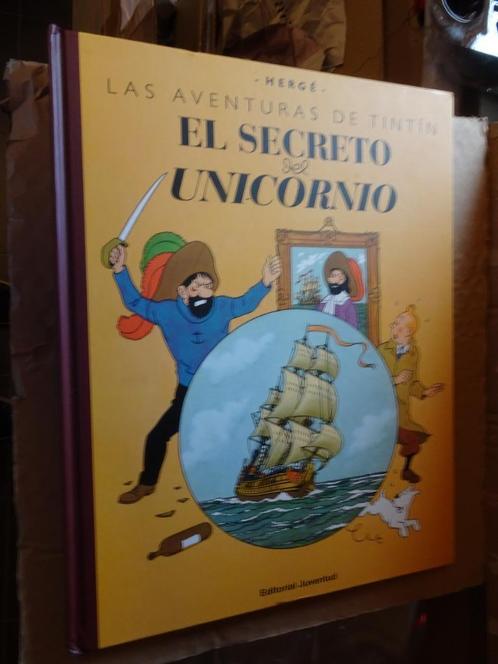 - HERGÉ -
LAS AVENTURAS DE TINTÍN
EL SECRETO
del
UNICORNIO
Editorial Juventud